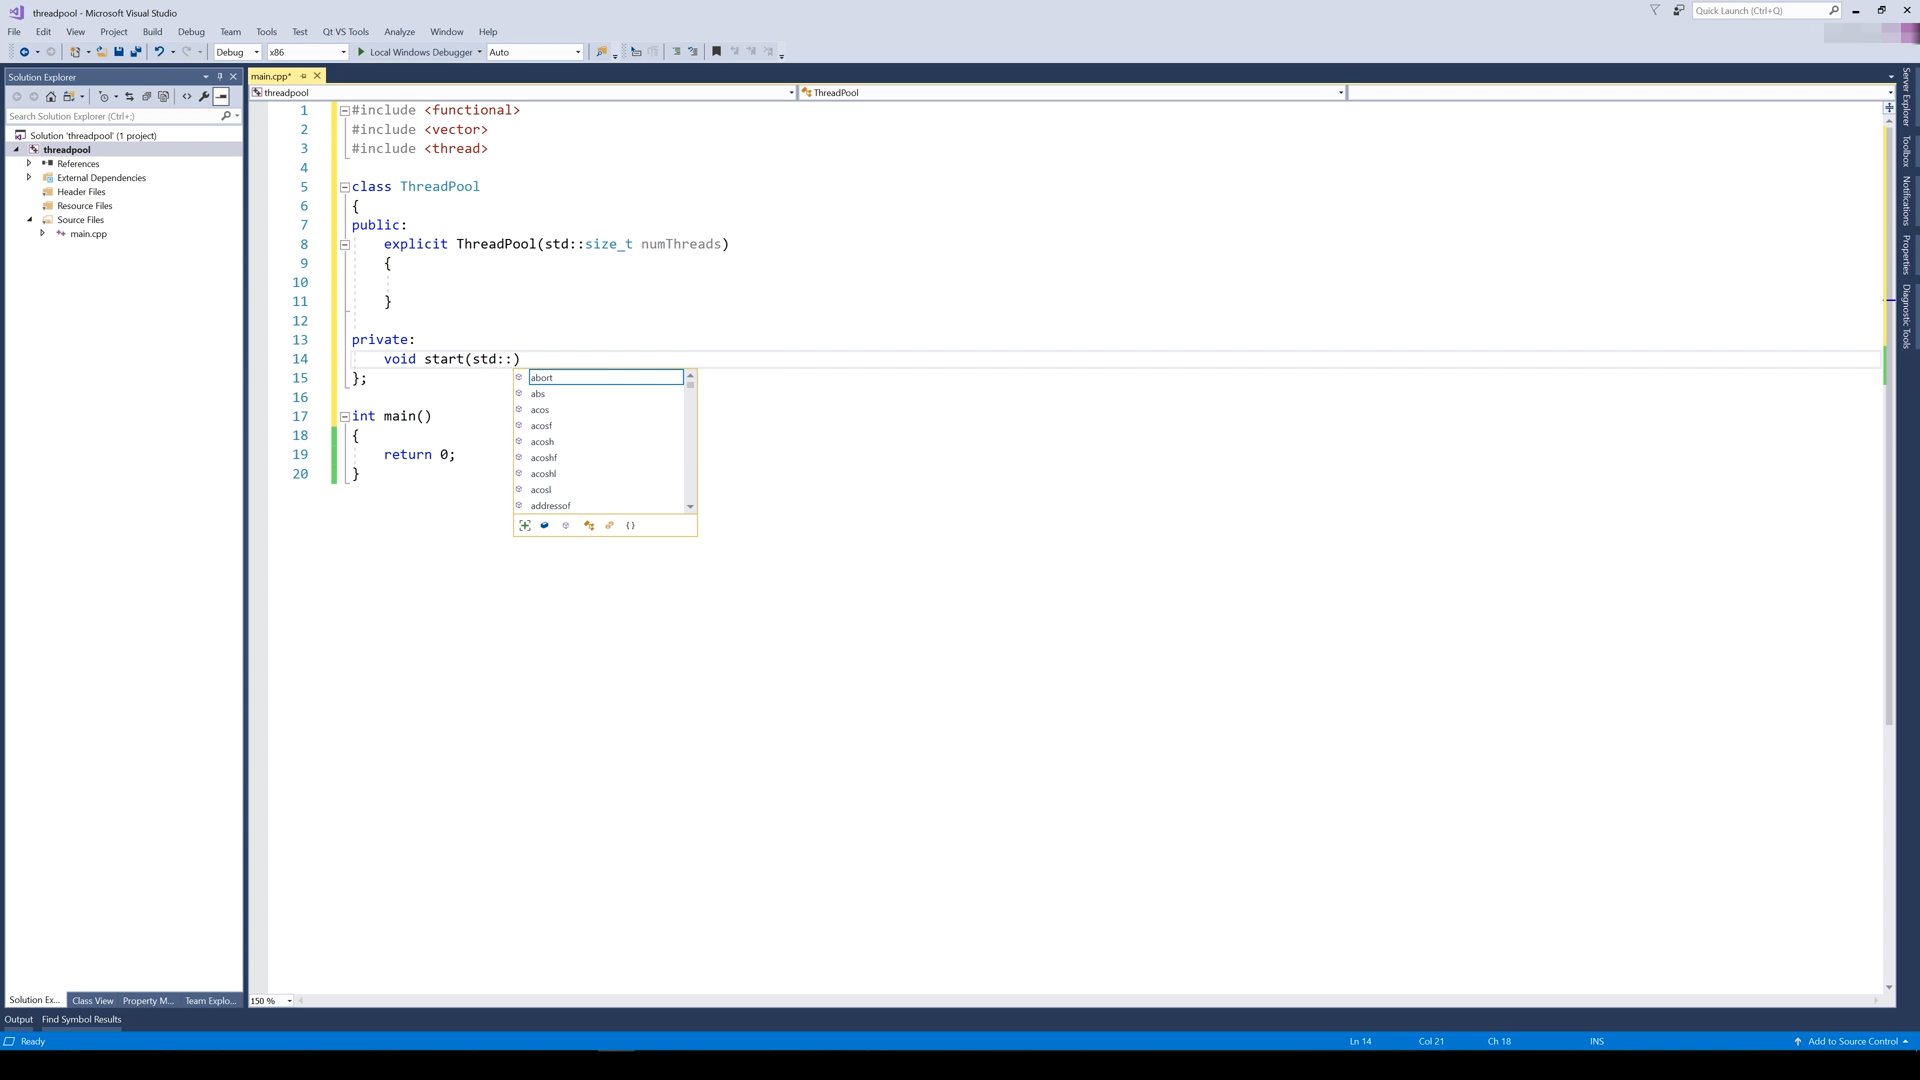 threadpool - Microsoft Visual Studio
Quick Launch (Ctrl+Q)
File Edit View Project Build Debug Team Tools Test Qt VS Tools Analyze Window Help
Debug x86 Local Windows Debugger Auto
Solution Explorer
Search Solution Explorer (Ctrl+;)
Solution 'threadpool' (1 project)
threadpool
References
External Dependencies
Header Files
Resource Files
Source Files
main.cpp
main.cpp*
threadpool ThreadPool
1 #include <functional>
2 #include <vector>
3 #include <thread>
4
5 class ThreadPool
6 {
7 public:
8 explicit ThreadPool(std::size_t numThreads)
9 {
10
11 }
12
13 private:
14 void start(std::)
15 };
16
17 int main()
18 {
19 return 0;
20 }
abort
abs
acos
acosf
acosh
acoshf
acoshl
acosl
addressof
{}
Server Explorer
Toolbox
Notifications
Properties
Diagnostic Tools
Solution Ex... Class View Property M... Team Explo...
150 %
Output Find Symbol Results
Ready Ln 14 Col 21 Ch 18 INS Add to Source Control